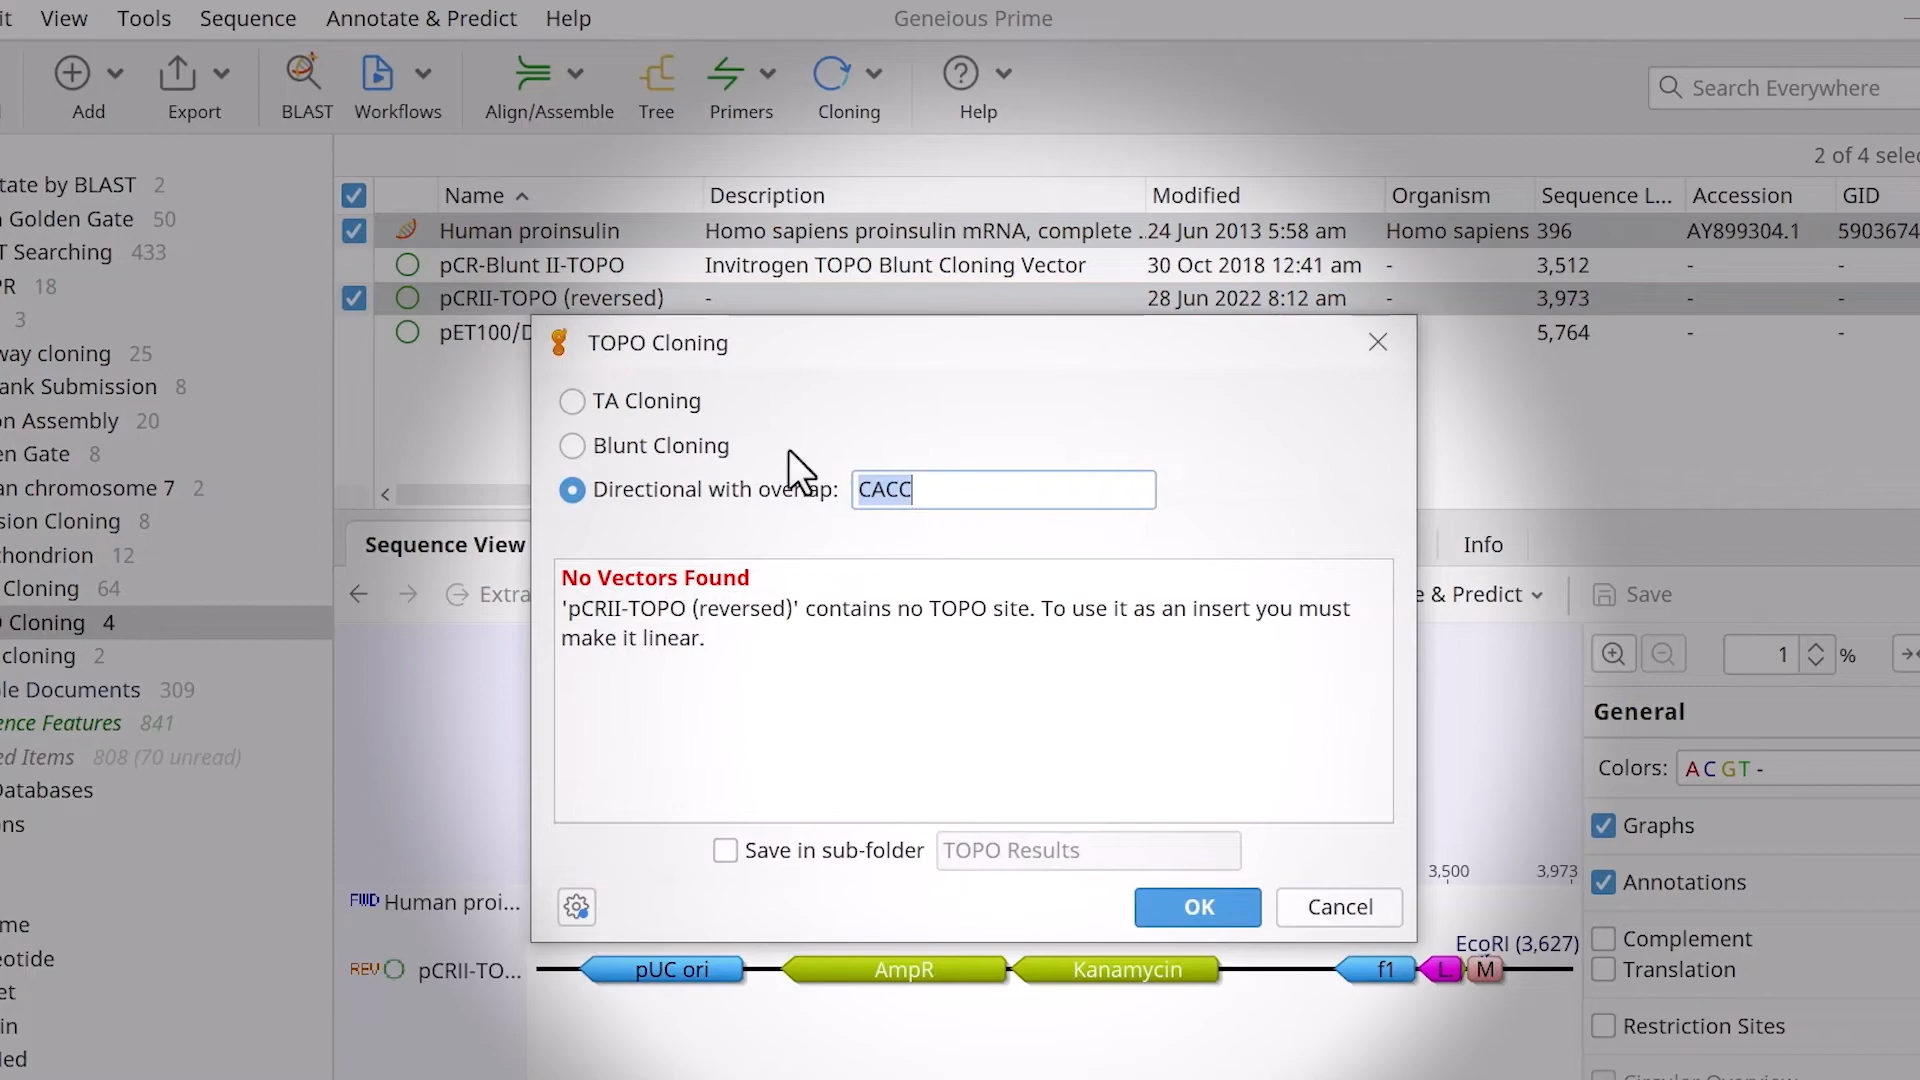 it View Tools Sequence Annotate & Predict Help Geneious Prime
Add Export BLAST Workflows Align/Assemble Tree Primers Cloning Help
Search Everywhere
2 of 4 selec
tate by BLAST 2
n Golden Gate 50
T Searching 433
PR 18
3
way cloning 25
ank Submission 8
on Assembly 20
en Gate 8
an chromosome 7 2
sion Cloning 8
chondrion 12
Cloning 64
O Cloning 4
cloning 2
le Documents 309
ence Features 841
ed Items 808 (70 unread)
Databases
ns
me
eotide
et
in
Med
Name Description Modified Organism Sequence L... Accession GID
Human proinsulin Homo sapiens proinsulin mRNA, complete ... 24 Jun 2013 5:58 am Homo sapiens 396 AY899304.1 5903674
pCR-Blunt II-TOPO Invitrogen TOPO Blunt Cloning Vector 30 Oct 2018 12:41 am - 3,512 - -
pCRII-TOPO (reversed) - 28 Jun 2022 8:12 am - 3,973 - -
pET100/D 5,764 - -
TOPO Cloning
TA Cloning
Blunt Cloning
Directional with overlap: CACC
No Vectors Found
'pCRII-TOPO (reversed)' contains no TOPO site. To use it as an insert you must
make it linear.
Save in sub-folder TOPO Results
OK Cancel
Sequence View Info
Extra e & Predict Save
1 %
General
Colors: A C G T -
Graphs
Annotations
Complement
Translation
Restriction Sites
3,500 3,973
FWD Human proi...
EcoRI (3,627)
REV pCRII-TO... pUC ori AmpR Kanamycin f1 L. M